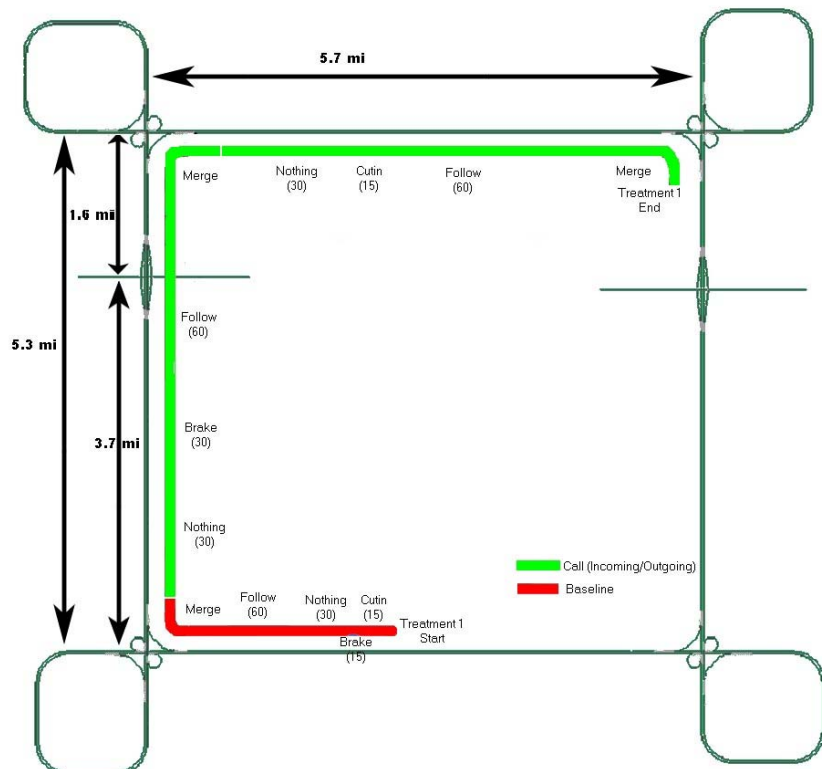 5.7 mi
Merge
Nothing
(30)
Cutin
(15)
Follow
(60)
Merge
Treatment 1
End
1.6 mi
Follow
(60)
5.3 mi
3.7 mi
Brake
(30)
Nothing
(30)
Call (Incoming/Outgoing)
Baseline
Merge
Follow
(60)
Nothing
(30)
Cutin
(15)
Treatment 1
Start
Brake
(15)